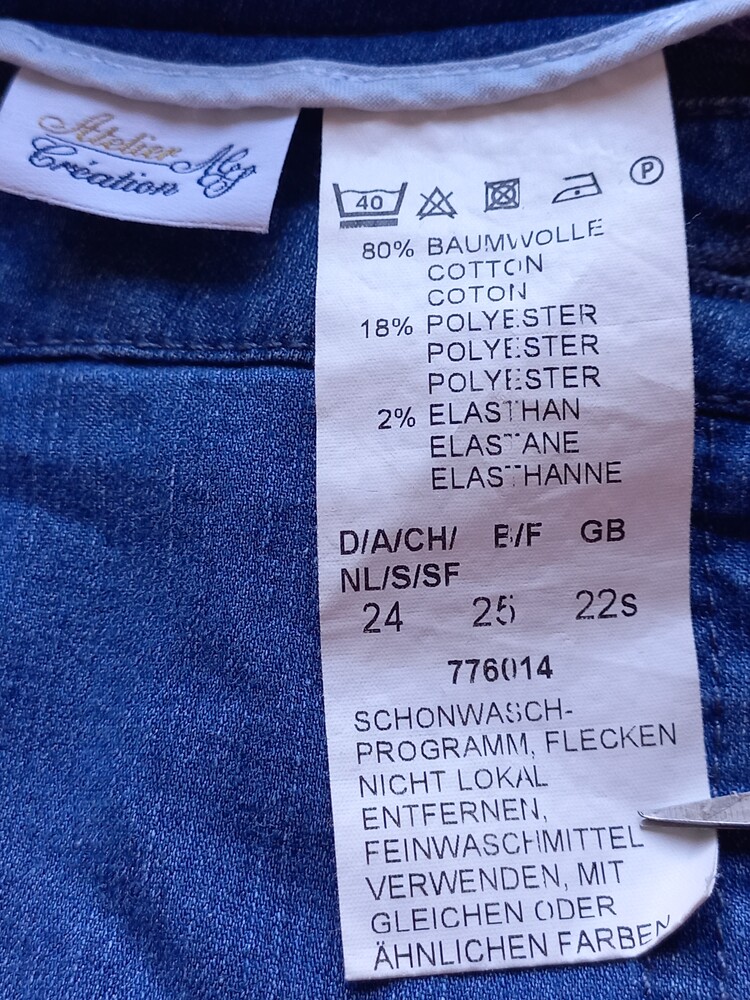 Atelier MG
Création
40
P
80% BAUMWOLLE
COTTON
COTON
18% POLYESTER
POLYESTER
POLYESTER
2% ELASTHAN
ELASTANE
ELASTHANNE
D/A/CH/ B/F GB
NL/S/SF
24 25 22s
776014
SCHONWASCH-
PROGRAMM, FLECKEN
NICHT LOKAL
ENTFERNEN,
FEINWASCHMITTEL
VERWENDEN, MIT
GLEICHEN ODER
ÄHNLICHEN FARBEN